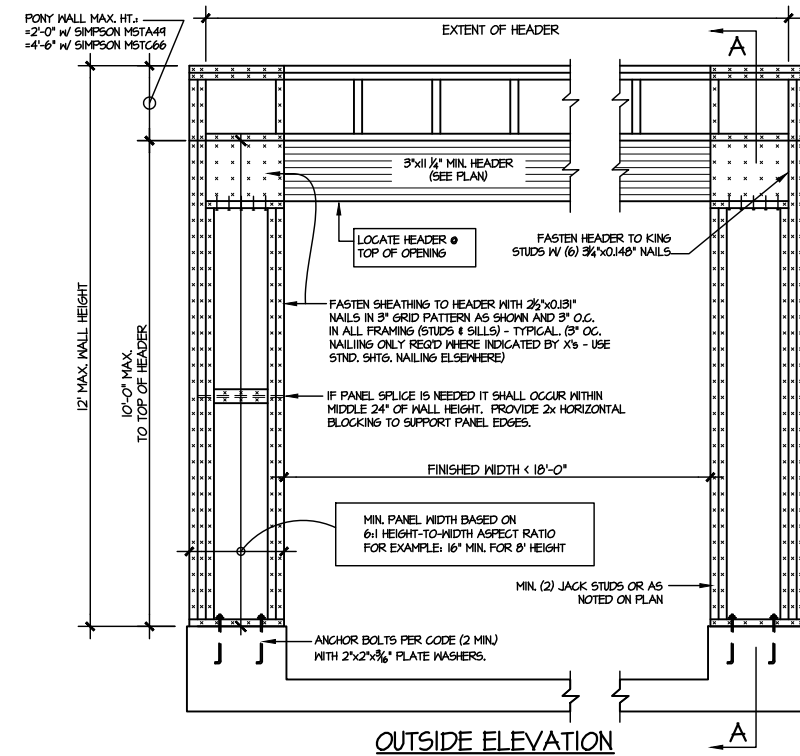 PONY WALL MAX. HT.:
=2'-0" W/ SIMPSON MSTA49
=4'-6" W/ SIMPSON MSTC66
EXTENT OF HEADER
A
3"x11 1/4" MIN. HEADER
(SEE PLAN)
LOCATE HEADER @
TOP OF OPENING
FASTEN HEADER TO KING
STUDS W/ (6) 3/4"x0.148" NAILS
FASTEN SHEATHING TO HEADER WITH 2 1/2"x0.131"
NAILS IN 3" GRID PATTERN AS SHOWN AND 3" O.C.
IN ALL FRAMING (STUDS & SILLS) - TYPICAL. (3" OC.
NAILIING ONLY REQ'D WHERE INDICATED BY X's - USE
STND. SHTG. NAILING ELSEWHERE)
12' MAX. WALL HEIGHT
10'-0" MAX.
TO TOP OF HEADER
IF PANEL SPLICE IS NEEDED IT SHALL OCCUR WITHIN
MIDDLE 24" OF WALL HEIGHT. PROVIDE 2x HORIZONTAL
BLOCKING TO SUPPORT PANEL EDGES.
FINISHED WIDTH < 18'-0"
MIN. PANEL WIDTH BASED ON
6:1 HEIGHT-TO-WIDTH ASPECT RATIO
FOR EXAMPLE: 16" MIN. FOR 8' HEIGHT
MIN. (2) JACK STUDS OR AS
NOTED ON PLAN
ANCHOR BOLTS PER CODE (2 MIN.)
WITH 2"x2"x3/16" PLATE WASHERS.
A
OUTSIDE ELEVATION